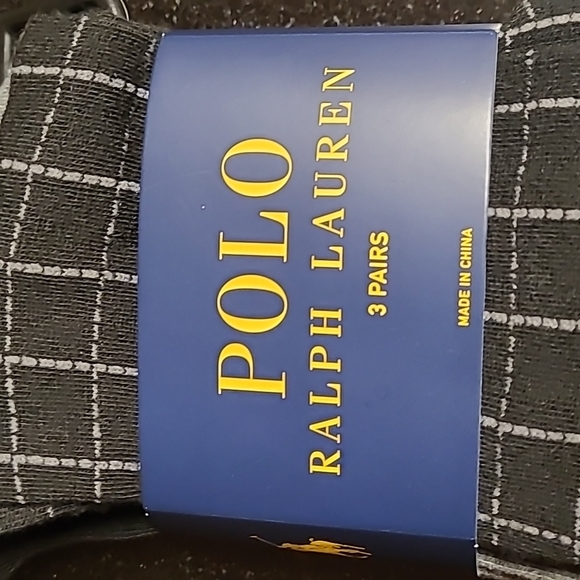 POLO
RALPH LAUREN
3 PAIRS
MADE IN CHINA